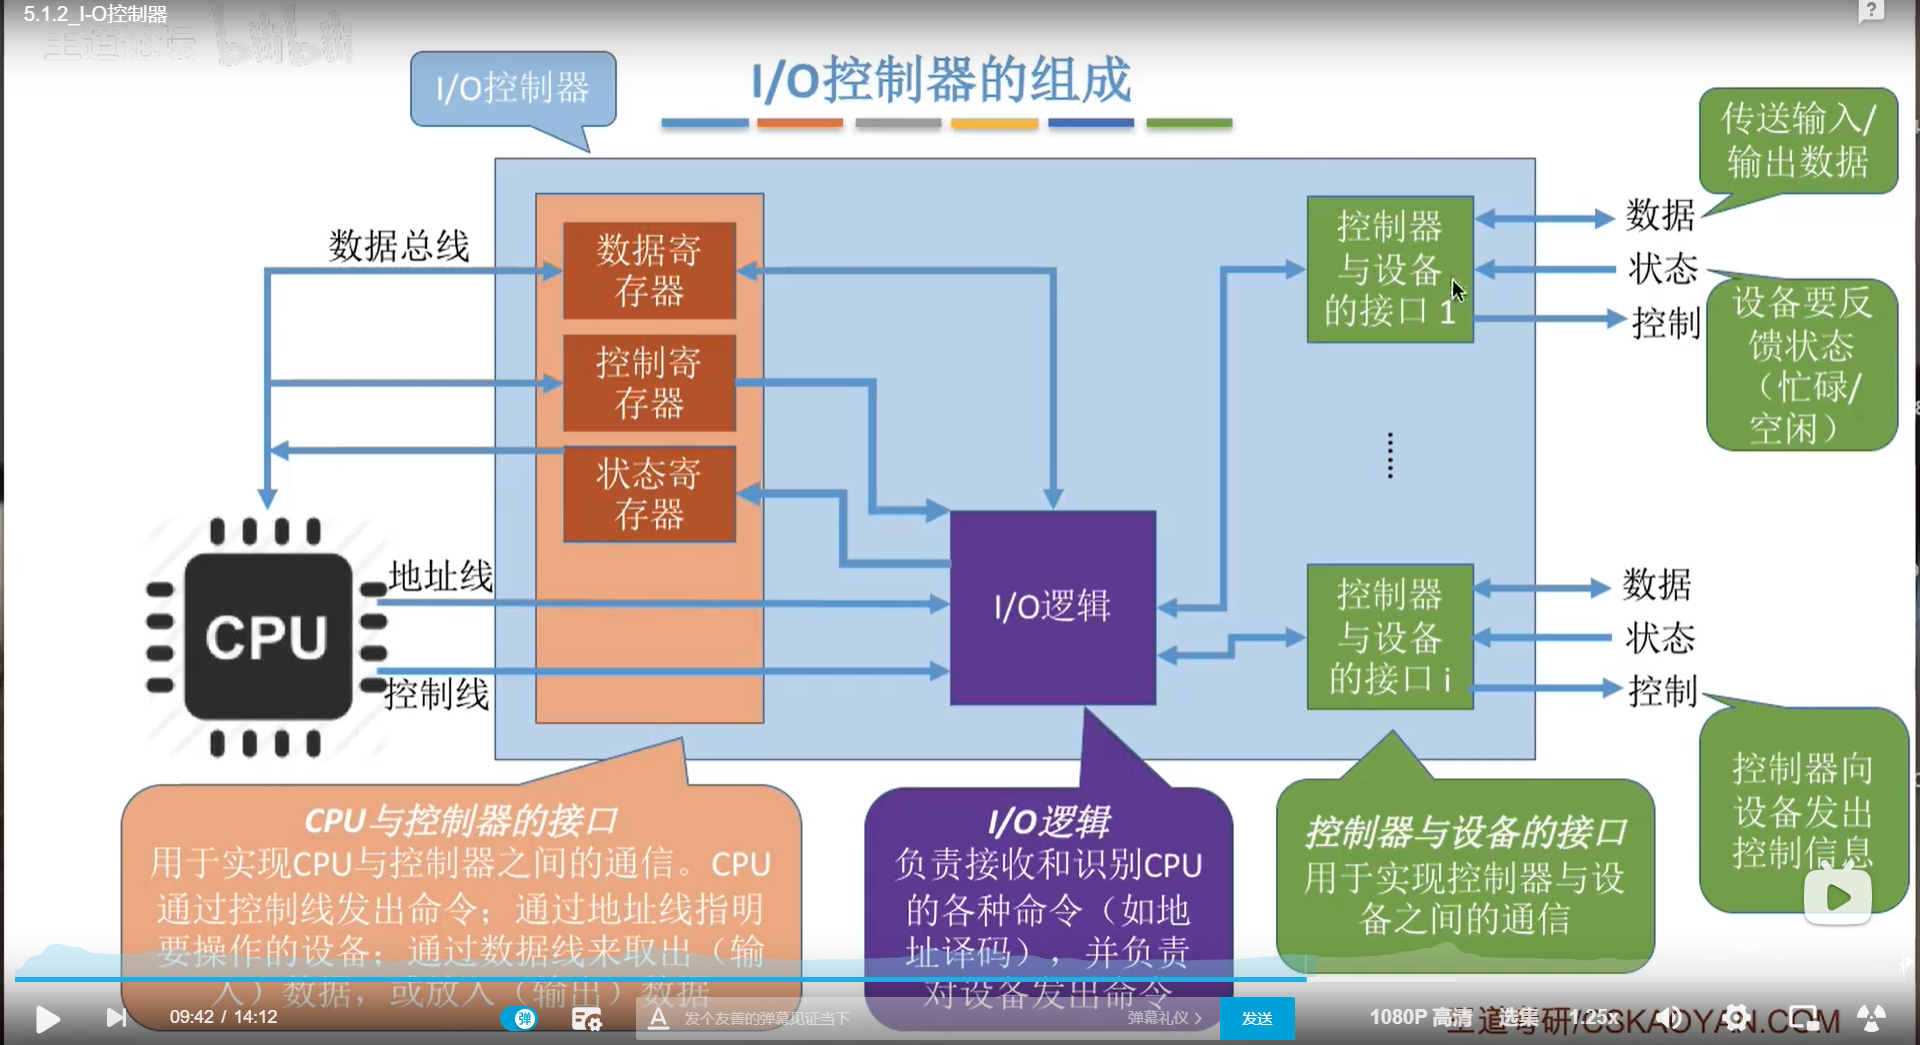 5.1.2_I-O控制器
王道论坛 bilibili
I/O控制器
I/O控制器的组成
传送输入/
输出数据
数据总线
数据寄
存器
控制寄
存器
状态寄
存器
控制器
与设备
的接口 1
数据
状态
控制
设备要反
馈状态
（忙碌/
空闲）
CPU
地址线
控制线
I/O逻辑
控制器
与设备
的接口 i
数据
状态
控制
控制器向
设备发出
控制信息
CPU与控制器的接口
用于实现CPU与控制器之间的通信。CPU
通过控制线发出命令；通过地址线指明
要操作的设备；通过数据线来取出（输
入）数据，或放入（输出）数据
I/O逻辑
负责接收和识别CPU
的各种命令（如地
址译码），并负责
对设备发出命令
控制器与设备的接口
用于实现控制器与设
备之间的通信
09:42 / 14:12
弹
发个友善的弹幕见证当下
弹幕礼仪
发送
1080P 高清
选集
1.25x
王道考研/CSKAOYAN.COM